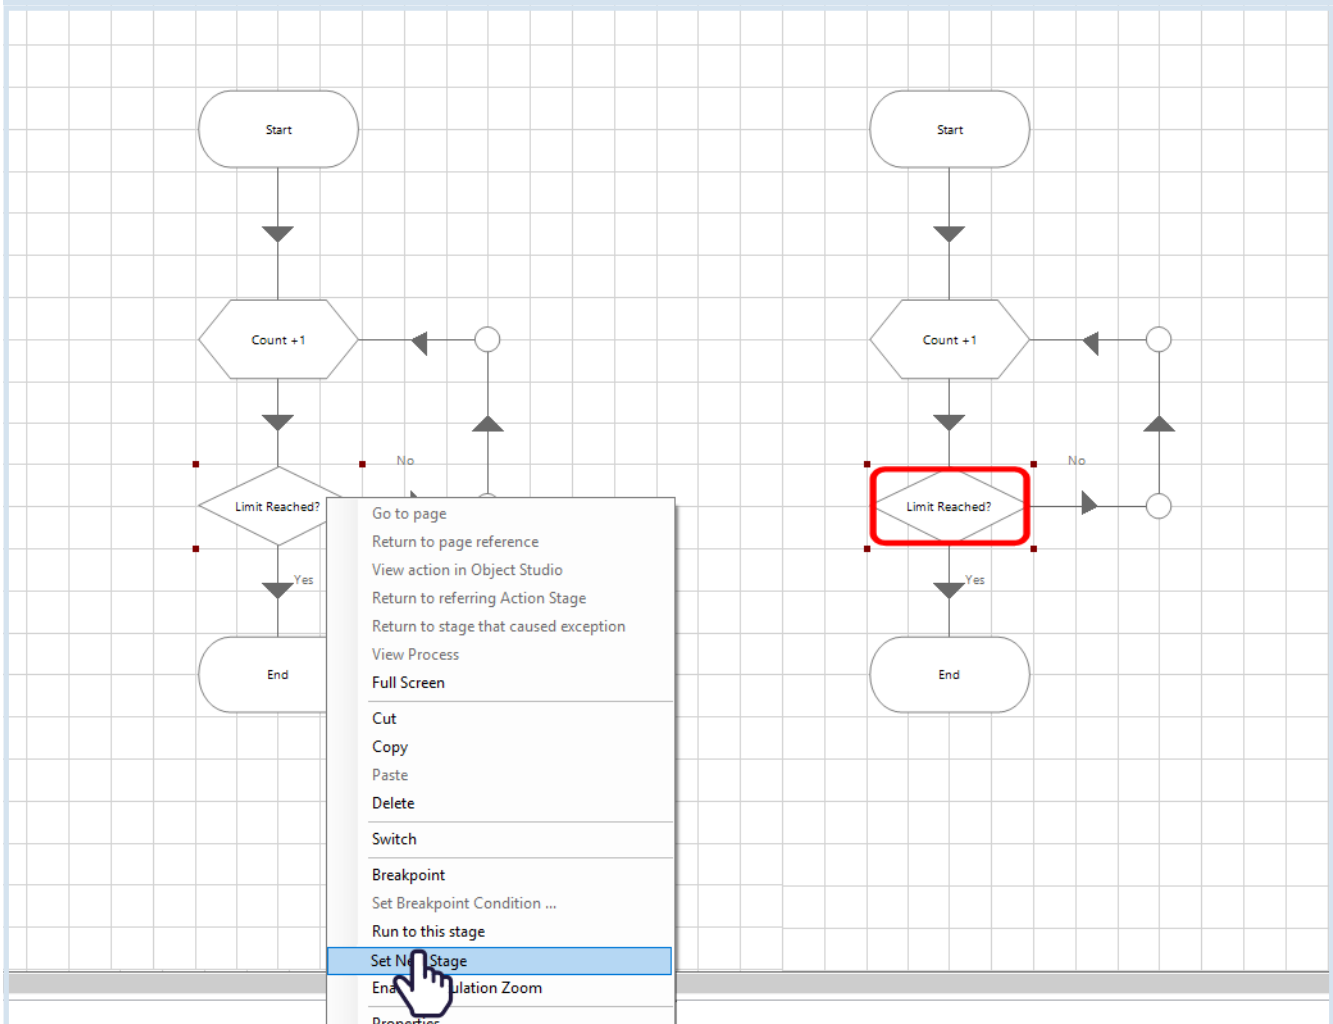 Start
Count +1
No
Limit Reached?
Yes
End
Go to page
Return to page reference
View action in Object Studio
Return to referring Action Stage
Return to stage that caused exception
View Process
Full Screen
Cut
Copy
Paste
Delete
Switch
Breakpoint
Set Breakpoint Condition ...
Run to this stage
Set Stage
Zoom
Properties
Start
Count +1
No
Limit Reached?
Yes
End